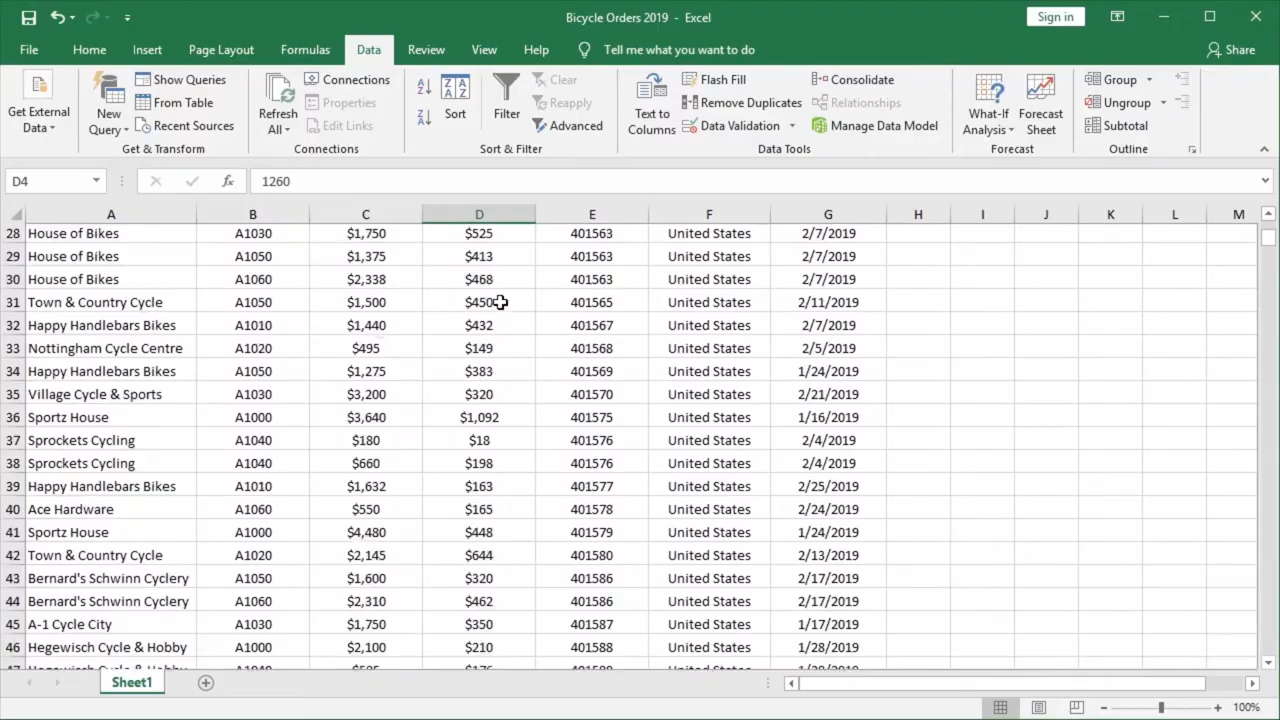 Bicycle Orders 2019 - Excel
Sign in
File Home Insert Page Layout Formulas Data Review View Help Tell me what you want to do Share
Get External Data
New Query
Show Queries
From Table
Recent Sources
Get & Transform
Refresh All
Connections
Properties
Edit Links
Connections
Sort
Filter
Clear
Reapply
Advanced
Sort & Filter
Text to Columns
Flash Fill
Remove Duplicates
Data Validation
Consolidate
Relationships
Manage Data Model
Data Tools
What-If Analysis
Forecast Sheet
Forecast
Group
Ungroup
Subtotal
Outline
D4 fx 1260
A B C D E F G H I J K L M
28 House of Bikes A1030 $1,750 $525 401563 United States 2/7/2019
29 House of Bikes A1050 $1,375 $413 401563 United States 2/7/2019
30 House of Bikes A1060 $2,338 $468 401563 United States 2/7/2019
31 Town & Country Cycle A1050 $1,500 $450 401565 United States 2/11/2019
32 Happy Handlebars Bikes A1010 $1,440 $432 401567 United States 2/7/2019
33 Nottingham Cycle Centre A1020 $495 $149 401568 United States 2/5/2019
34 Happy Handlebars Bikes A1050 $1,275 $383 401569 United States 1/24/2019
35 Village Cycle & Sports A1030 $3,200 $320 401570 United States 2/21/2019
36 Sportz House A1000 $3,640 $1,092 401575 United States 1/16/2019
37 Sprockets Cycling A1040 $180 $18 401576 United States 2/4/2019
38 Sprockets Cycling A1040 $660 $198 401576 United States 2/4/2019
39 Happy Handlebars Bikes A1010 $1,632 $163 401577 United States 2/25/2019
40 Ace Hardware A1060 $550 $165 401578 United States 2/24/2019
41 Sportz House A1000 $4,480 $448 401579 United States 1/24/2019
42 Town & Country Cycle A1020 $2,145 $644 401580 United States 2/13/2019
43 Bernard's Schwinn Cyclery A1050 $1,600 $320 401586 United States 2/17/2019
44 Bernard's Schwinn Cyclery A1060 $2,310 $462 401586 United States 2/17/2019
45 A-1 Cycle City A1030 $1,750 $350 401587 United States 1/17/2019
46 Hegewisch Cycle & Hobby A1000 $2,100 $210 401588 United States 1/28/2019
Sheet1
100%